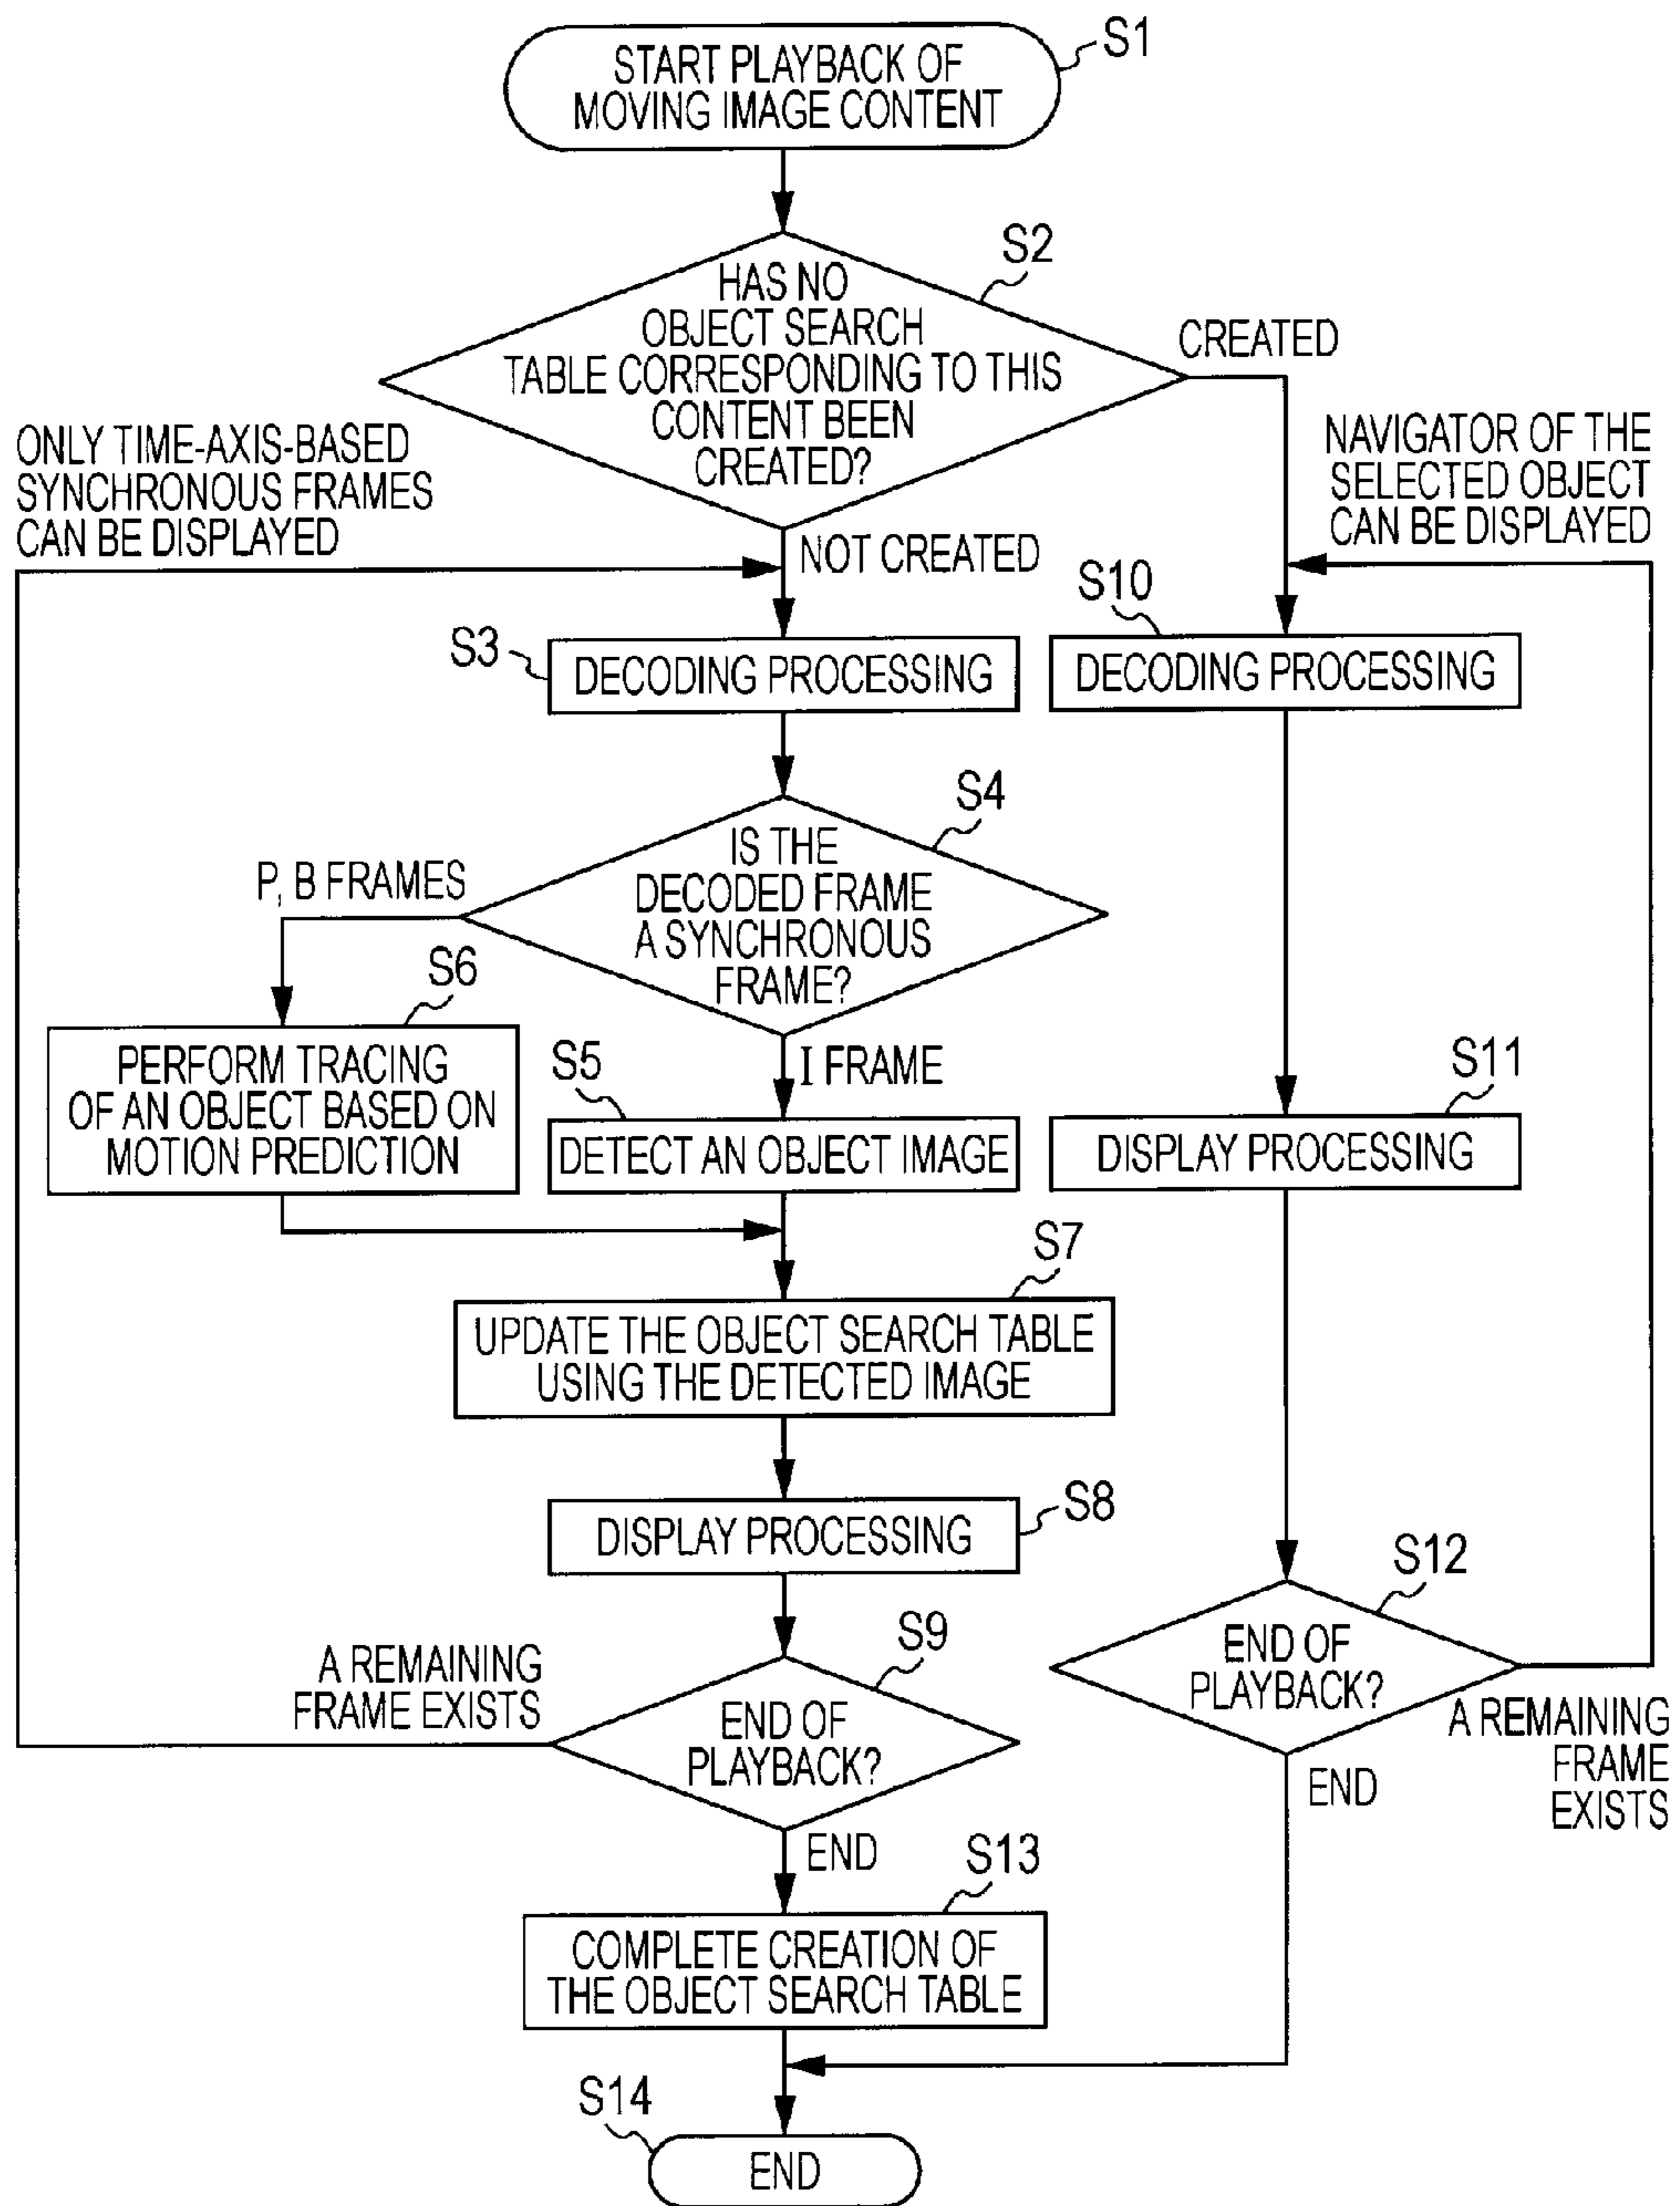 START PLAYBACK OF
MOVING IMAGE CONTENT
S1
S2
HAS NO
OBJECT SEARCH
TABLE CORRESPONDING TO THIS
CONTENT BEEN
CREATED?
CREATED
ONLY TIME-AXIS-BASED
SYNCHRONOUS FRAMES
CAN BE DISPLAYED
NAVIGATOR OF THE
SELECTED OBJECT
CAN BE DISPLAYED
NOT CREATED
S3
DECODING PROCESSING
S10
DECODING PROCESSING
S4
IS THE
DECODED FRAME
A SYNCHRONOUS
FRAME?
P, B FRAMES
S6
PERFORM TRACING
OF AN OBJECT BASED ON
MOTION PREDICTION
I FRAME
S5
DETECT AN OBJECT IMAGE
S11
DISPLAY PROCESSING
S7
UPDATE THE OBJECT SEARCH TABLE
USING THE DETECTED IMAGE
DISPLAY PROCESSING
S8
S12
END OF
PLAYBACK?
A REMAINING
FRAME
EXISTS
END
S9
A REMAINING
FRAME EXISTS
END OF
PLAYBACK?
END
S13
COMPLETE CREATION OF
THE OBJECT SEARCH TABLE
S14
END